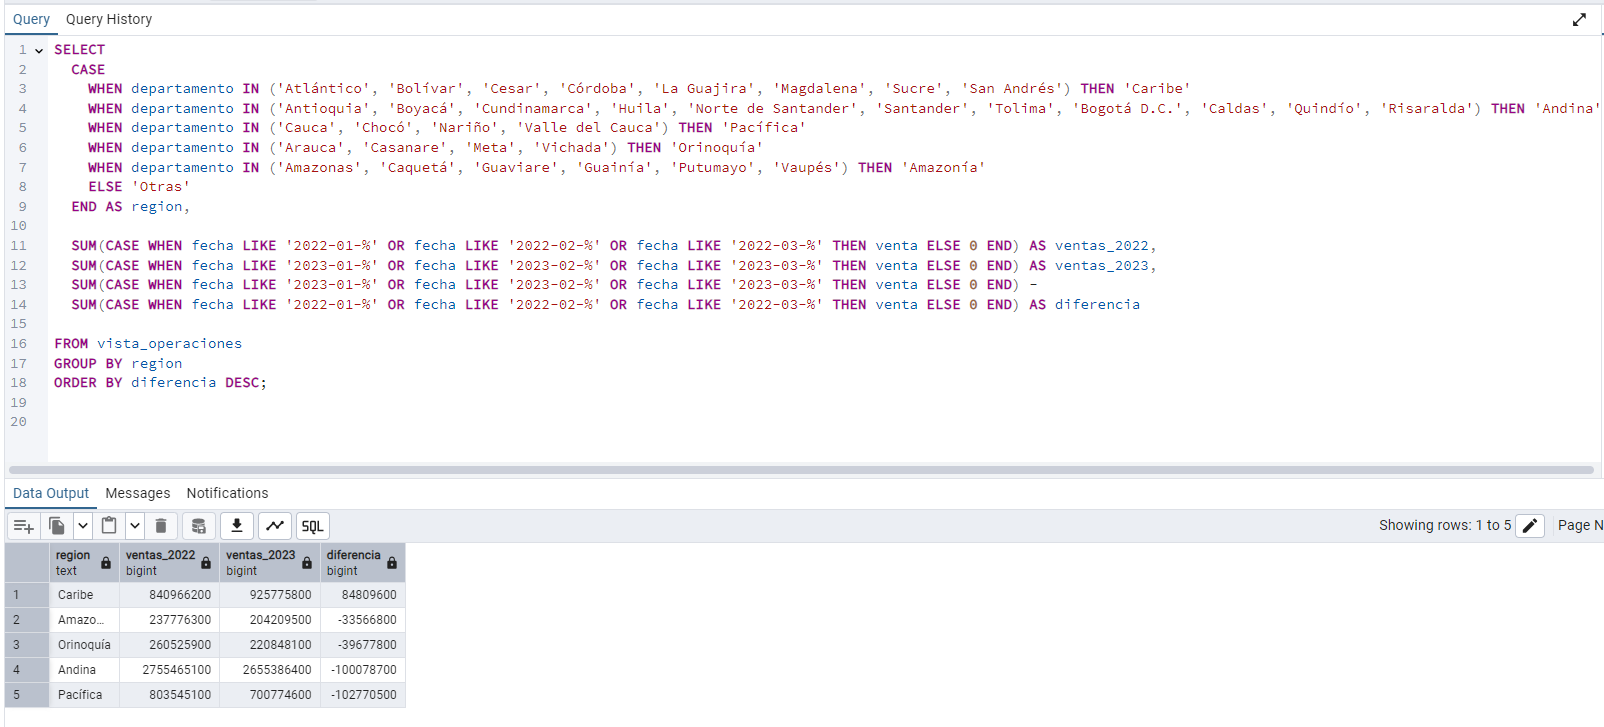 Query Query History
1 SELECT
2 CASE
3 WHEN departamento IN ('Atlántico', 'Bolívar', 'Cesar', 'Córdoba', 'La Guajira', 'Magdalena', 'Sucre', 'San Andrés') THEN 'Caribe'
4 WHEN departamento IN ('Antioquia', 'Boyacá', 'Cundinamarca', 'Huila', 'Norte de Santander', 'Santander', 'Tolima', 'Bogotá D.C.', 'Caldas', 'Quindío', 'Risaralda') THEN 'Andina'
5 WHEN departamento IN ('Cauca', 'Chocó', 'Nariño', 'Valle del Cauca') THEN 'Pacífica'
6 WHEN departamento IN ('Arauca', 'Casanare', 'Meta', 'Vichada') THEN 'Orinoquía'
7 WHEN departamento IN ('Amazonas', 'Caquetá', 'Guaviare', 'Guainía', 'Putumayo', 'Vaupés') THEN 'Amazonía'
8 ELSE 'Otras'
9 END AS region,
10
11 SUM(CASE WHEN fecha LIKE '2022-01-%' OR fecha LIKE '2022-02-%' OR fecha LIKE '2022-03-%' THEN venta ELSE 0 END) AS ventas_2022,
12 SUM(CASE WHEN fecha LIKE '2023-01-%' OR fecha LIKE '2023-02-%' OR fecha LIKE '2023-03-%' THEN venta ELSE 0 END) AS ventas_2023,
13 SUM(CASE WHEN fecha LIKE '2023-01-%' OR fecha LIKE '2023-02-%' OR fecha LIKE '2023-03-%' THEN venta ELSE 0 END) -
14 SUM(CASE WHEN fecha LIKE '2022-01-%' OR fecha LIKE '2022-02-%' OR fecha LIKE '2022-03-%' THEN venta ELSE 0 END) AS diferencia
15
16 FROM vista_operaciones
17 GROUP BY region
18 ORDER BY diferencia DESC;
19
20
Data Output Messages Notifications
SQL Showing rows: 1 to 5 Page N
region ventas_2022 ventas_2023 diferencia
text bigint bigint bigint
1 Caribe 840966200 925775800 84809600
2 Amazo... 237776300 204209500 -33566800
3 Orinoquía 260525900 220848100 -39677800
4 Andina 2755465100 2655386400 -100078700
5 Pacífica 803545100 700774600 -102770500